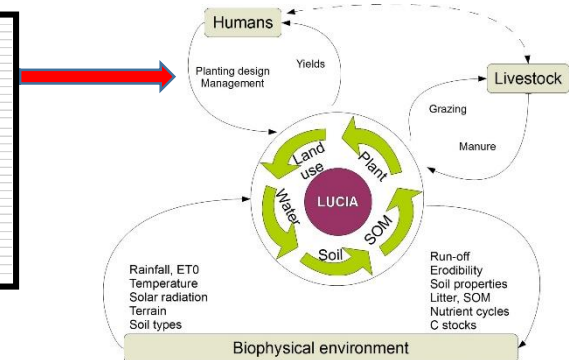 Humans
Planting design
Management
Yields
Livestock
Grazing
Manure
Land
use
Plant
Water
LUCIA
SOM
Soil
Rainfall, ET0
Temperature
Solar radiation
Terrain
Soil types
Run-off
Erodibility
Soil properties
Litter, SOM
Nutrient cycles
C stocks
Biophysical environment